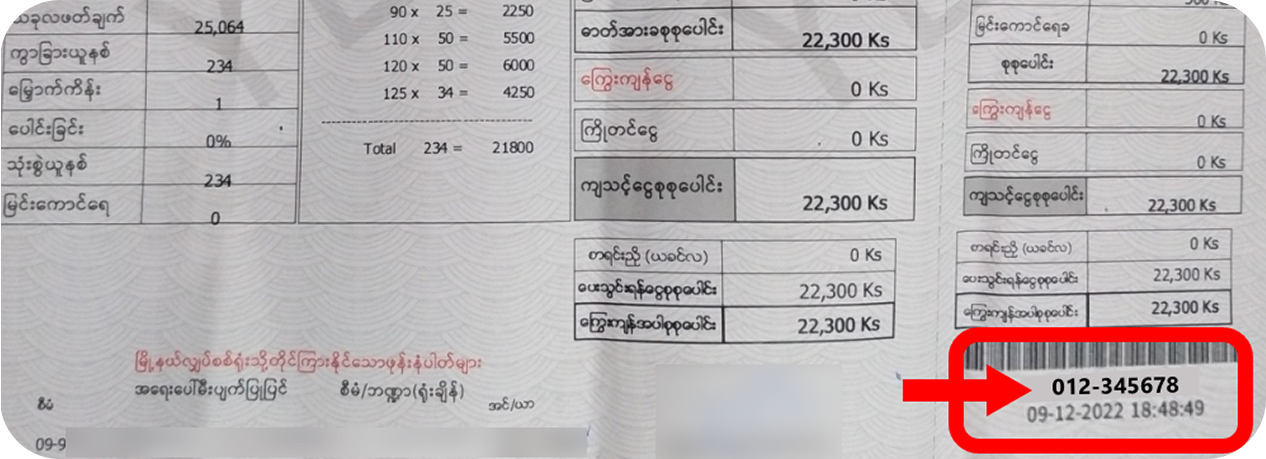 ယခုလဖတ်ချက် 25,064
ကွာခြားယူနစ် 234
မြှောက်ကိန်း 1
ပေါင်းခြင်း 0%
သုံးစွဲယူနစ် 234
မြင်းကောင်ရေ 0
90 x 25 = 2250
110 x 50 = 5500
120 x 50 = 6000
125 x 34 = 4250
Total 234 = 21800
ဓာတ်အားခစုစုပေါင်း 22,300 Ks
ကြွေးကျန်ငွေ 0 Ks
ကြိုတင်ငွေ 0 Ks
ကျသင့်ငွေစုစုပေါင်း 22,300 Ks
တရင်းညို (ယခင်လ) 0 Ks
ပေးသွင်းရန်ငွေစုစုပေါင်း 22,300 Ks
ကြွေးကျန်အပါစုစုပေါင်း 22,300 Ks
မြင်းကောင်ရေခ 0 Ks
စုစုပေါင်း 22,300 Ks
ကြွေးကျန်ငွေ 0 Ks
ကြိုတင်ငွေ 0 Ks
ကျသင့်ငွေစုစုပေါင်း 22,300 Ks
တရင်းညို (ယခင်လ) 0 Ks
ပေးသွင်းရန်ငွေစုစုပေါင်း 22,300 Ks
ကြွေးကျန်အပါစုစုပေါင်း 22,300 Ks
012-345678
09-12-2022 18:48:49
မြို့နယ်လျှပ်စစ်ရုံးသို့တိုင်ကြားနိုင်သောဖုန်းနံပါတ်များ
အရေးပေါ်မီးပျက်ပြုပြင် စီမံ/ဘဏ္ဍာ(ရုံးချိန်) အင်/ယာ
စီမံ
09-9